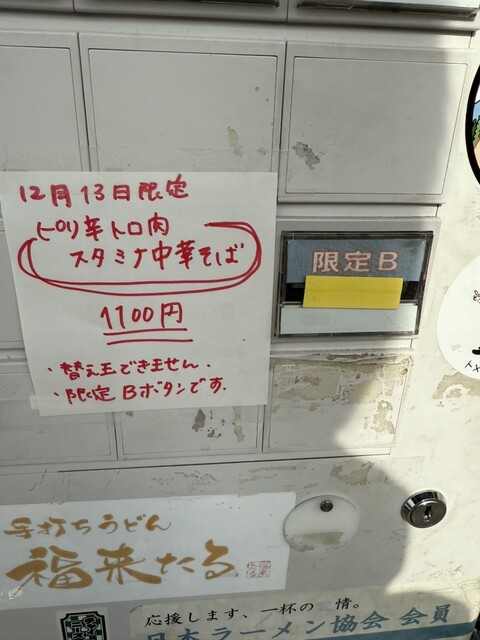 12月13日限定
ピリ辛トロ肉
スタミナ中華そば
1100円
・替え玉できません.
・限定Bボタンです.
限定B
手打ちうどん
福来たる
応援します、一杯の 情。
日本ラーメン協会 会員